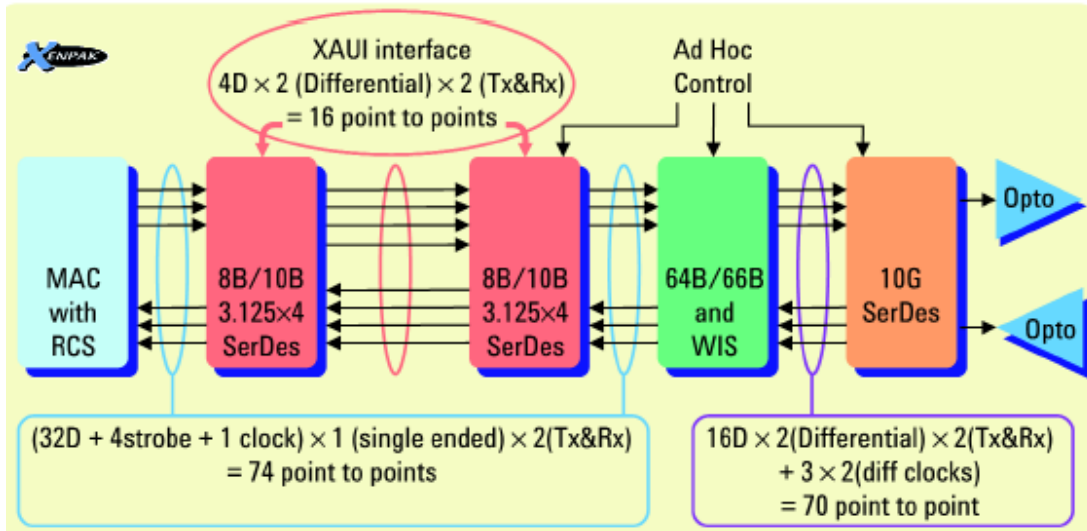 XENPAK
XAUI interface
4D × 2 (Differential) × 2 (Tx&Rx)
= 16 point to points
Ad Hoc
Control
MAC
with
RCS
8B/10B
3.125×4
SerDes
8B/10B
3.125×4
SerDes
64B/66B
and
WIS
10G
SerDes
Opto
Opto
(32D + 4strobe + 1 clock) × 1 (single ended) × 2(Tx&Rx)
= 74 point to points
16D × 2(Differential) × 2(Tx&Rx)
+ 3 × 2(diff clocks)
= 70 point to point